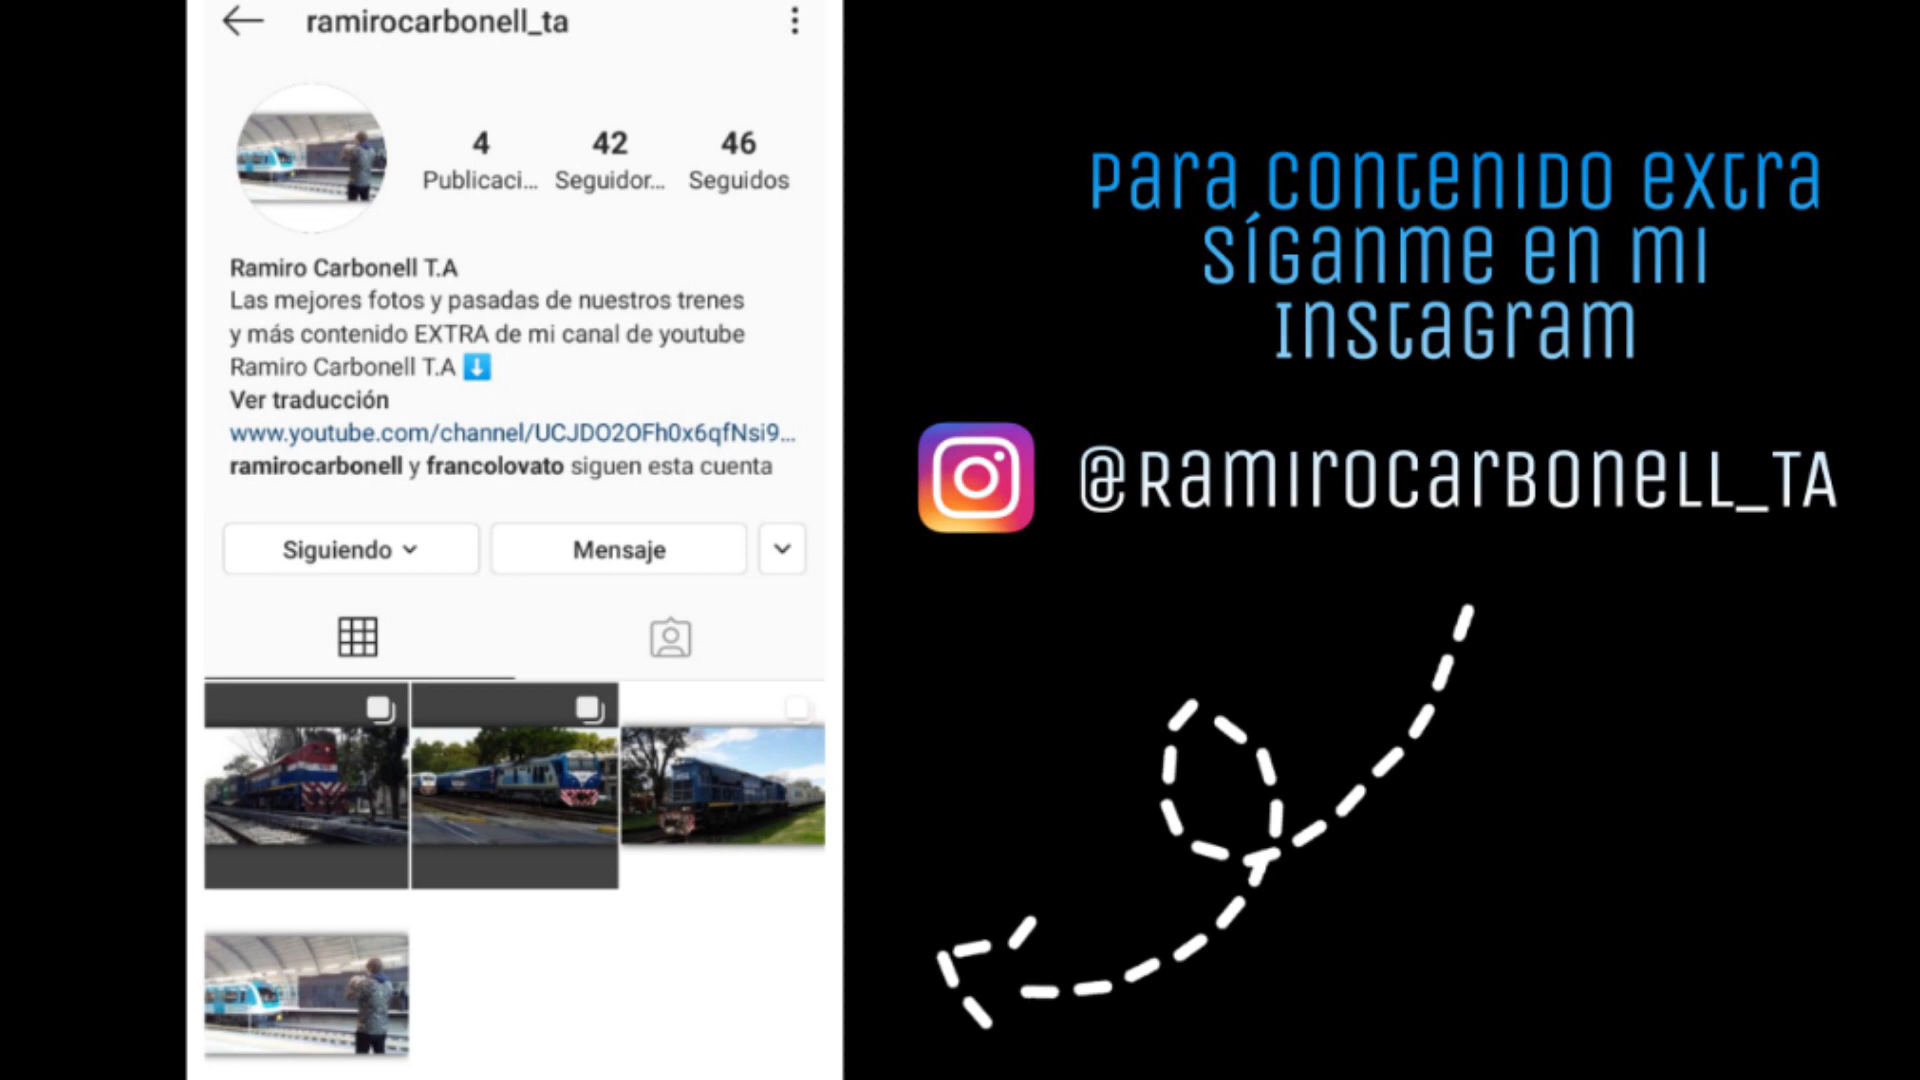 ramirocarbonell_ta
4 42 46
Publicaci... Seguidor... Seguidos
Ramiro Carbonell T.A
Las mejores fotos y pasadas de nuestros trenes
y más contenido EXTRA de mi canal de youtube
Ramiro Carbonell T.A
Ver traducción
www.youtube.com/channel/UCJDO2OFh0x6qfNsi9...
ramirocarbonell y francolovato siguen esta cuenta
Siguiendo Mensaje
Para contenido extra
síganme en mi
Instagram
@Ramirocarbonell_TA